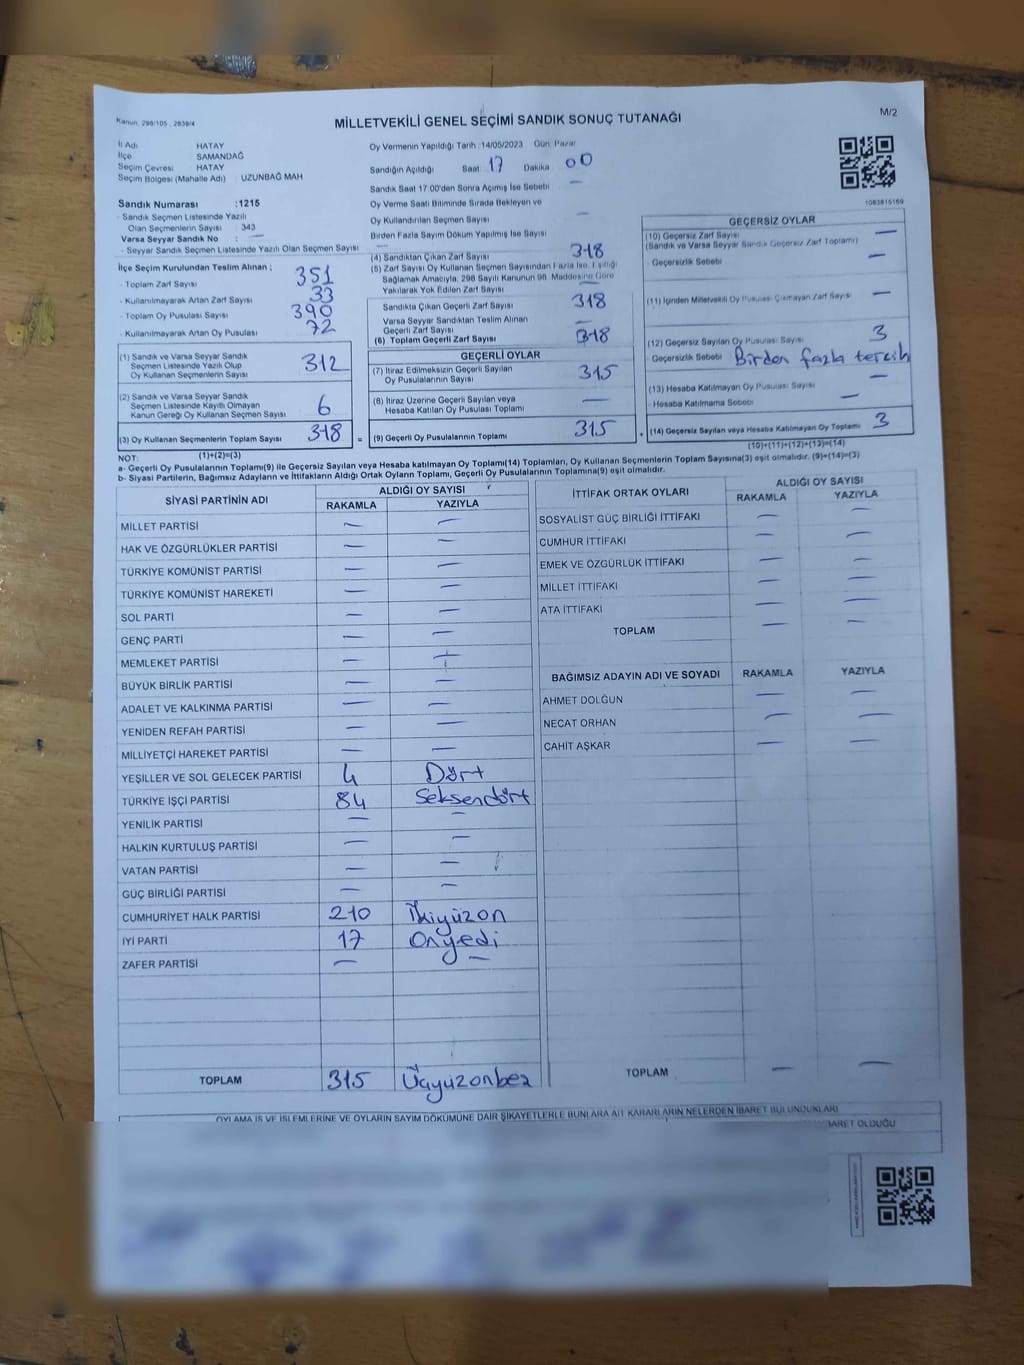 Kanun: 298/105 , 2839/4
MİLLETVEKİLİ GENEL SEÇİMİ SANDIK SONUÇ TUTANAĞI
M/2
İl Adı HATAY
İlçe SAMANDAĞ
Seçim Çevresi HATAY
Seçim Bölgesi (Mahalle Adı) : UZUNBAĞ MAH
Sandık Numarası :1215
- Sandık Seçmen Listesinde Yazılı
Olan Seçmenlerin Sayısı : 343
Varsa Seyyar Sandık No : —
- Seyyar Sandık Seçmen Listesinde Yazılı Olan Seçmen Sayısı —
İlçe Seçim Kurulundan Teslim Alınan ;
- Toplam Zarf Sayısı 351
- Kullanılmayarak Artan Zarf Sayısı 33
- Toplam Oy Pusulası Sayısı 390
- Kullanılmayarak Artan Oy Pusulası 72
(1) Sandık ve Varsa Seyyar Sandık
Seçmen Listesinde Yazılı Olup
Oy Kullanan Seçmenlerin Sayısı 312
(2) Sandık ve Varsa Seyyar Sandık
Seçmen Listesinde Kayıtlı Olmayan
Kanun Gereği Oy Kullanan Seçmen Sayısı 6
(3) Oy Kullanan Seçmenlerin Toplam Sayısı 318
Oy Vermenin Yapıldığı Tarih :14/05/2023 Gün: Pazar
Sandığın Açıldığı Saat 17 Dakika 00
Sandık Saat 17:00'den Sonra Açımış İse Sebebi —
Oy Verme Saati Bitiminde Sırada Bekleyen ve
Oy Kullandırılan Seçmen Sayısı —
Birden Fazla Sayım Döküm Yapılmış İse Sayısı
(4) Sandıktan Çıkan Zarf Sayısı 318
(5) Zarf Sayısı Oy Kullanan Seçmen Sayısından Fazla İse, Eşitliği
Sağlamak Amacıyla, 298 Sayılı Kanunun 98. Maddesine Göre
Yakılarak Yok Edilen Zarf Sayısı —
Sandıkta Çıkan Geçerli Zarf Sayısı 318
Varsa Seyyar Sandıktan Teslim Alınan
Geçerli Zarf Sayısı —
(6) Toplam Geçerli Zarf Sayısı 318
GEÇERLİ OYLAR
(7) İtiraz Edilmeksizin Geçerli Sayılan
Oy Pusulalarının Sayısı 315
(8) İtiraz Üzerine Geçerli Sayılan veya
Hesaba Katılan Oy Pusulası Toplamı —
= (9) Geçerli Oy Pusulalarının Toplamı 315
1083815169
GEÇERSİZ OYLAR
(10) Geçersiz Zarf Sayısı —
(Sandık ve Varsa Seyyar Sandık Geçersiz Zarf Toplamı)
- Geçersizlik Sebebi —
(11) İçinden Milletvekili Oy Pusulası Çıkmayan Zarf Sayısı —
(12) Geçersiz Sayılan Oy Pusulası Sayısı 3
- Geçersizlik Sebebi Birden fazla tercih
(13) Hesaba Katılmayan Oy Pusulası Sayısı —
- Hesaba Katılmama Sebebi —
+ (14) Geçersiz Sayılan veya Hesaba Katılmayan Oy Toplamı 3
NOT: (1)+(2)=(3)
(10)+(11)+(12)+(13)=(14)
a- Geçerli Oy Pusulalarının Toplamı(9) ile Geçersiz Sayılan veya Hesaba katılmayan Oy Toplamı(14) Toplamları, Oy Kullanan Seçmenlerin Toplam Sayısına(3) eşit olmalıdır. (9)+(14)=(3)
b- Siyasi Partilerin, Bağımsız Adayların ve İttifakların Aldığı Ortak Oyların Toplamı, Geçerli Oy Pusulalarının Toplamına(9) eşit olmalıdır.
SİYASİ PARTİNİN ADI ALDIĞI OY SAYISI
RAKAMLA YAZIYLA
MİLLET PARTİSİ — —
HAK VE ÖZGÜRLÜKLER PARTİSİ — —
TÜRKİYE KOMÜNİST PARTİSİ — —
TÜRKİYE KOMÜNİST HAREKETİ — —
SOL PARTİ — —
GENÇ PARTİ — —
MEMLEKET PARTİSİ — —
BÜYÜK BİRLİK PARTİSİ — —
ADALET VE KALKINMA PARTİSİ — —
YENİDEN REFAH PARTİSİ — —
MİLLİYETÇİ HAREKET PARTİSİ — —
YEŞİLLER VE SOL GELECEK PARTİSİ 4 Dört
TÜRKİYE İŞÇİ PARTİSİ 84 Seksendört
YENİLİK PARTİSİ — —
HALKIN KURTULUŞ PARTİSİ — —
VATAN PARTİSİ — —
GÜÇ BİRLİĞİ PARTİSİ — —
CUMHURİYET HALK PARTİSİ 210 İkiyüzon
İYİ PARTİ 17 Onyedi
ZAFER PARTİSİ — —
TOPLAM 315 Üçyüzonbeş
İTTİFAK ORTAK OYLARI ALDIĞI OY SAYISI
RAKAMLA YAZIYLA
SOSYALİST GÜÇ BİRLİĞİ İTTİFAKI — —
CUMHUR İTTİFAKI — —
EMEK VE ÖZGÜRLÜK İTTİFAKI — —
MİLLET İTTİFAKI — —
ATA İTTİFAKI — —
TOPLAM — —
BAĞIMSIZ ADAYIN ADI VE SOYADI RAKAMLA YAZIYLA
AHMET DOLĞUN — —
NECAT ORHAN — —
CAHİT AŞKAR — —
TOPLAM — —
OYLAMA İŞ VE İŞLEMLERİNE VE OYLARIN SAYIM DÖKÜMÜNE DAİR ŞİKAYETLERLE BUNLARA AİT KARARLARIN NELERDEN İBARET BULUNDUKLARI
İBARET OLDUĞU